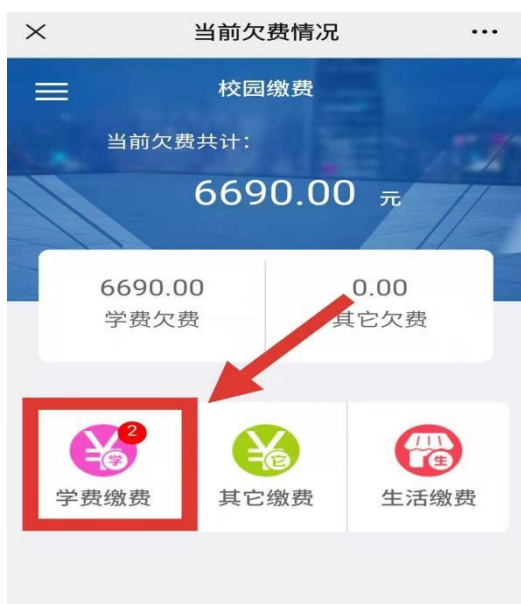 当前欠费情况
校园缴费
当前欠费共计:
6690.00 元
6690.00 0.00
学费欠费 其它欠费
2
学 它 生
学费缴费 其它缴费 生活缴费